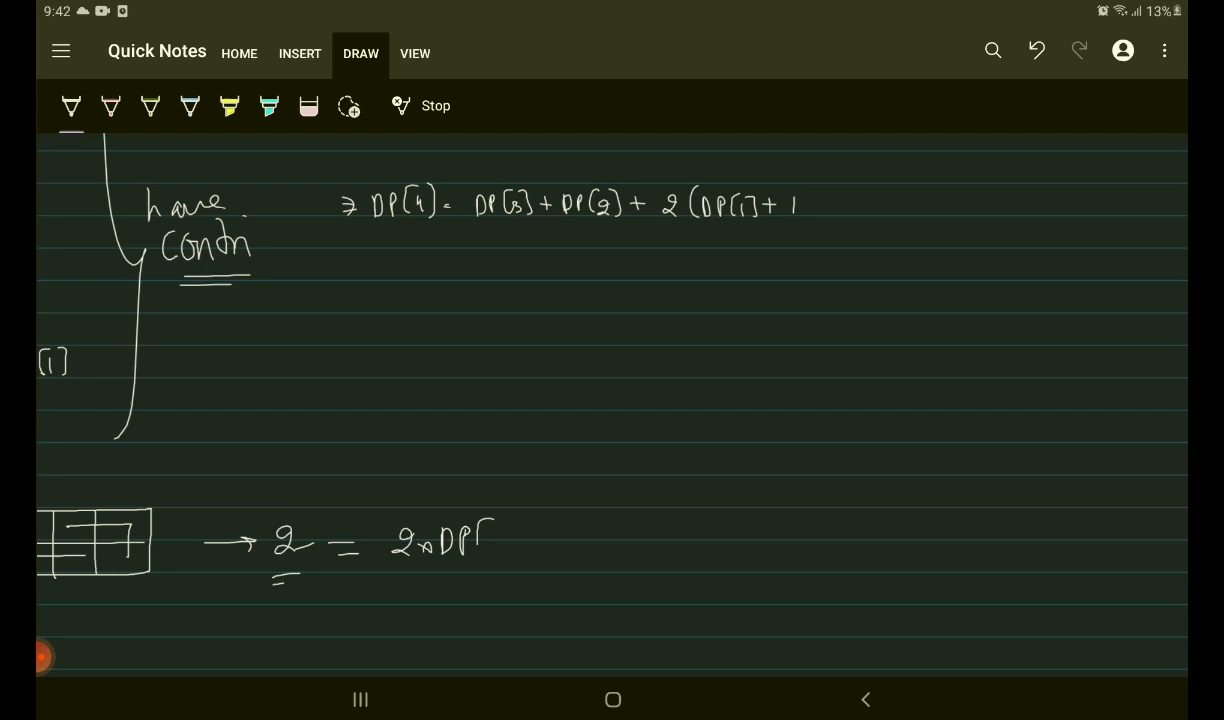 9:42 13%
Quick Notes HOME INSERT DRAW VIEW
Stop
have
⇒ DP[4] = DP[3] + DP[2] + 2 (DP[1] + 1
Contn
[1]
→ 2 = 2*DP[